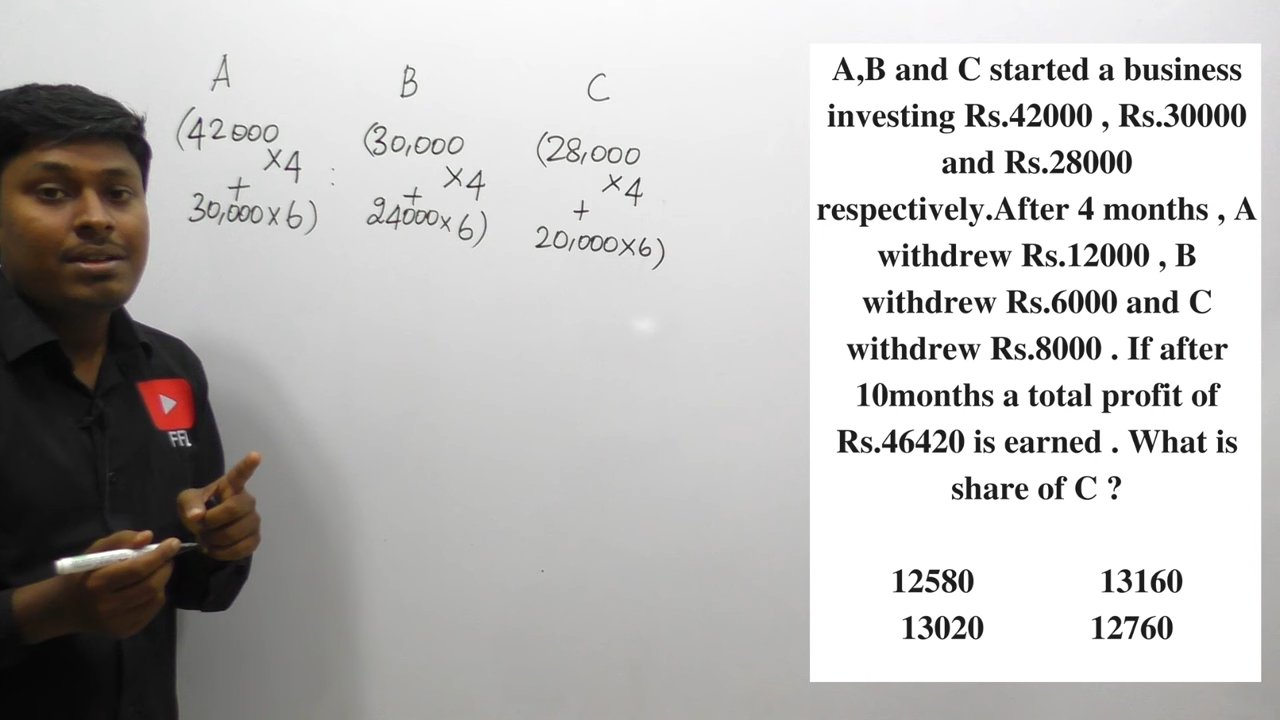 A B C
(42000 (30,000 (28,000
×4 : ×4 ×4
+ + +
30,000×6) 24000×6) 20,000×6)
FFL
A,B and C started a business
investing Rs.42000 , Rs.30000
and Rs.28000
respectively.After 4 months , A
withdrew Rs.12000 , B
withdrew Rs.6000 and C
withdrew Rs.8000 . If after
10months a total profit of
Rs.46420 is earned . What is
share of C ?
12580 13160
13020 12760